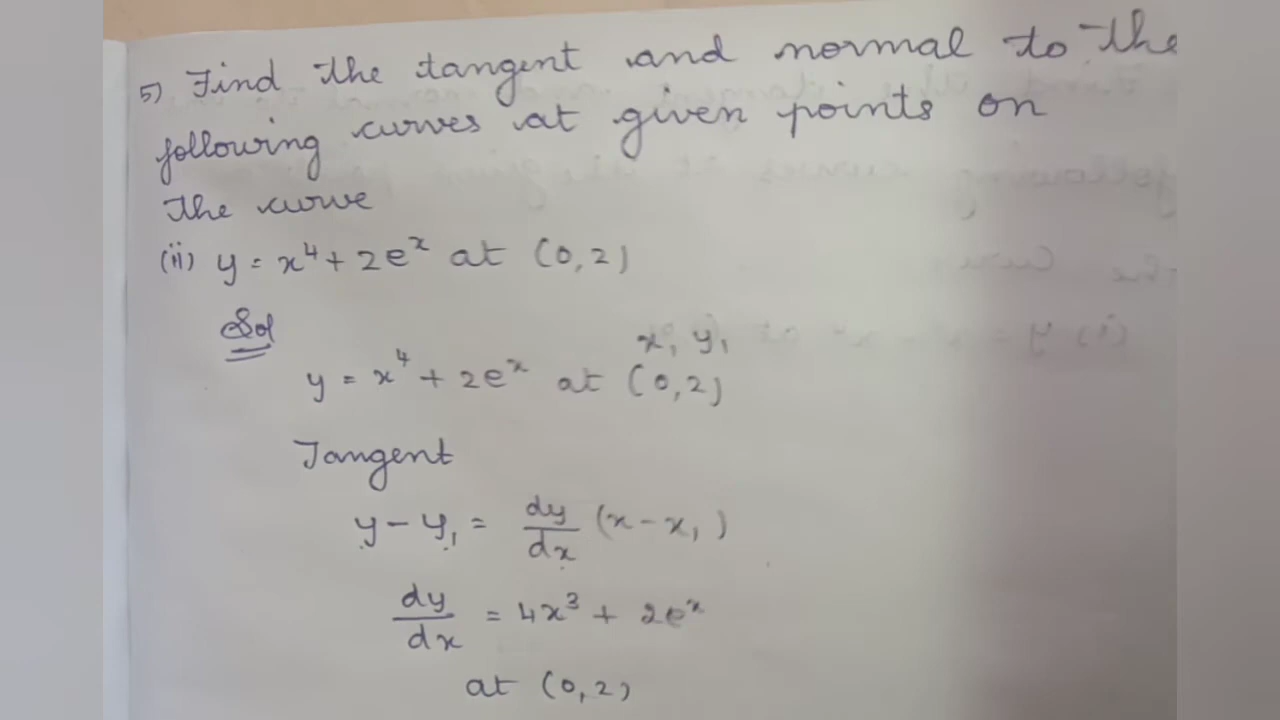 5) Find the tangent and normal to the
following curves at given points on
the curve
(ii) y = x⁴ + 2eˣ at (0,2)
Sol
x₁ y₁
y = x⁴ + 2eˣ at (0,2)
Tangent
y - y₁ = dy/dx (x - x₁)
dy/dx = 4x³ + 2eˣ
at (0,2)